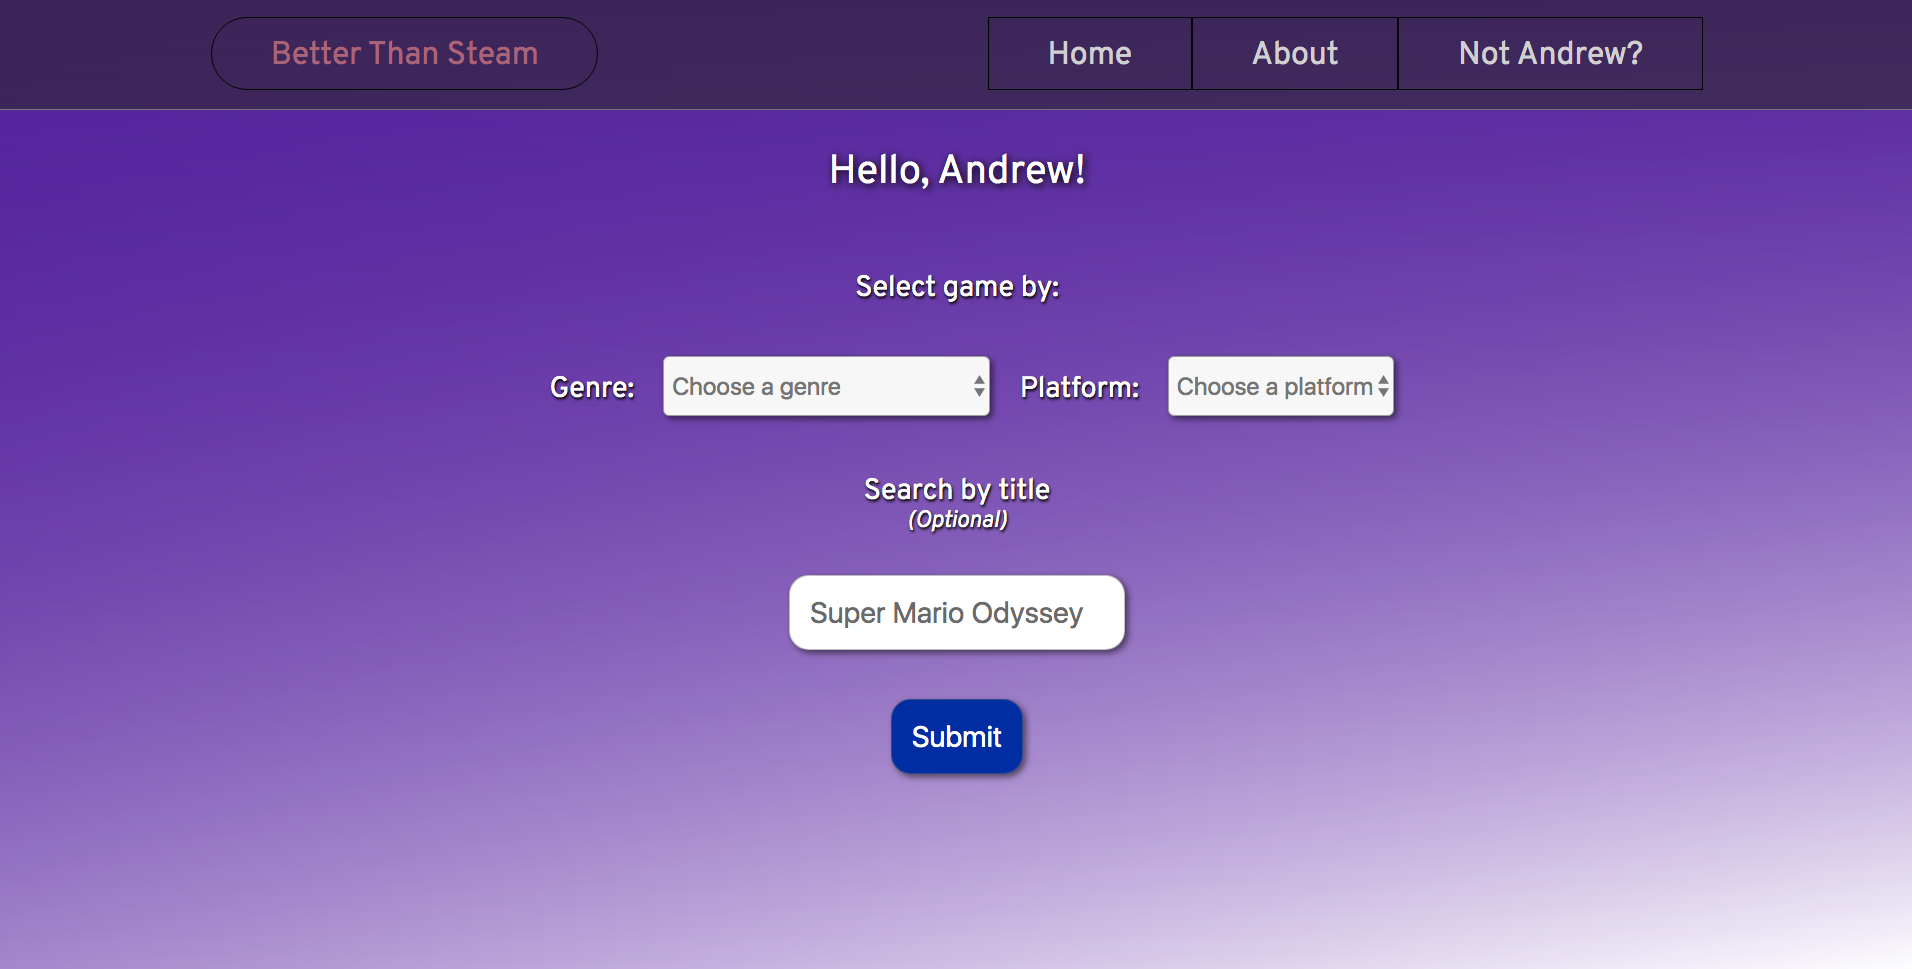 Better Than Steam
Home About Not Andrew?
Hello, Andrew!
Select game by:
Genre: Choose a genre Platform: Choose a platform
Search by title
(Optional)
Super Mario Odyssey
Submit